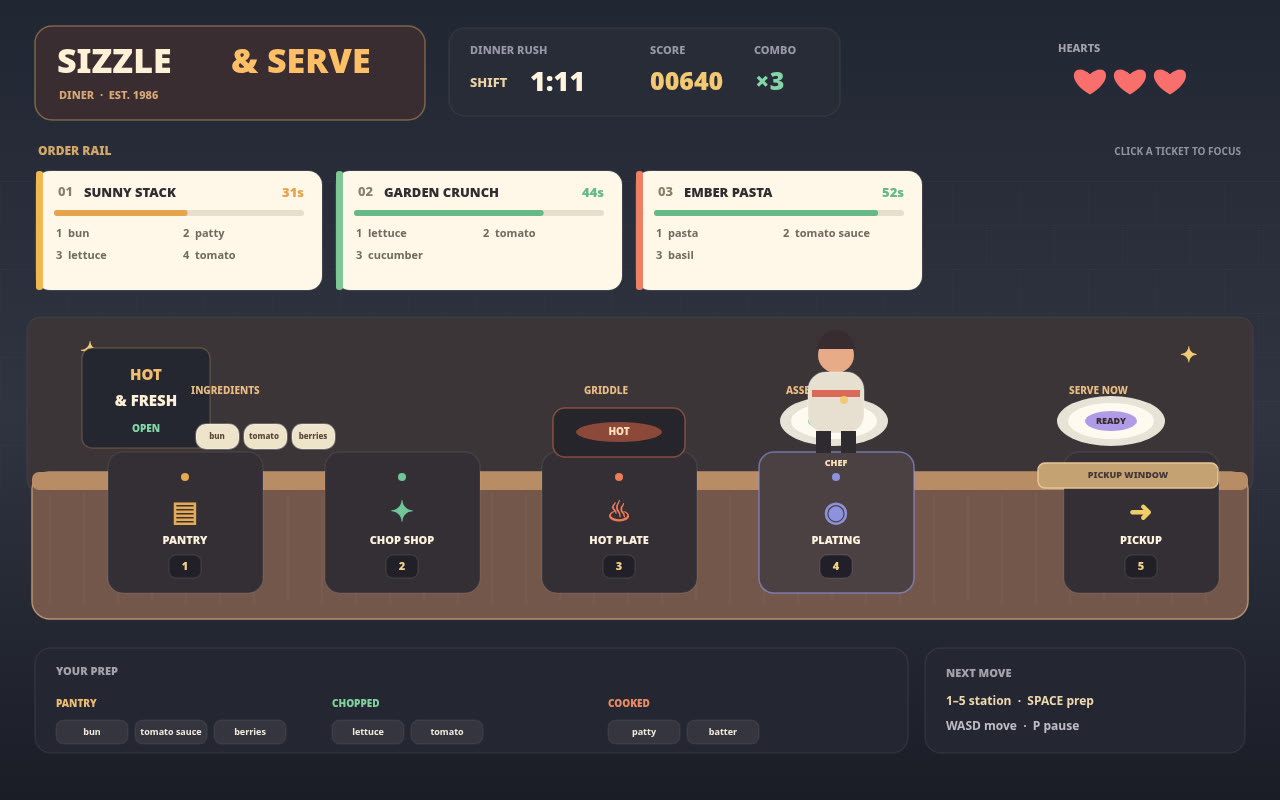 SIZZLE & SERVE
DINER · EST. 1986
DINNER RUSH
SHIFT 1:11
SCORE
00640
COMBO
×3
HEARTS
ORDER RAIL
CLICK A TICKET TO FOCUS
01 SUNNY STACK 31s
1 bun 2 patty
3 lettuce 4 tomato
02 GARDEN CRUNCH 44s
1 lettuce 2 tomato
3 cucumber
03 EMBER PASTA 52s
1 pasta 2 tomato sauce
3 basil
HOT
& FRESH
OPEN
INGREDIENTS
bun tomato berries
GRIDDLE
HOT
ASSE
SERVE NOW
READY
CHEF
PICKUP WINDOW
PANTRY
1
CHOP SHOP
2
HOT PLATE
3
PLATING
4
PICKUP
5
YOUR PREP
PANTRY
bun tomato sauce berries
CHOPPED
lettuce tomato
COOKED
patty batter
NEXT MOVE
1–5 station · SPACE prep
WASD move · P pause